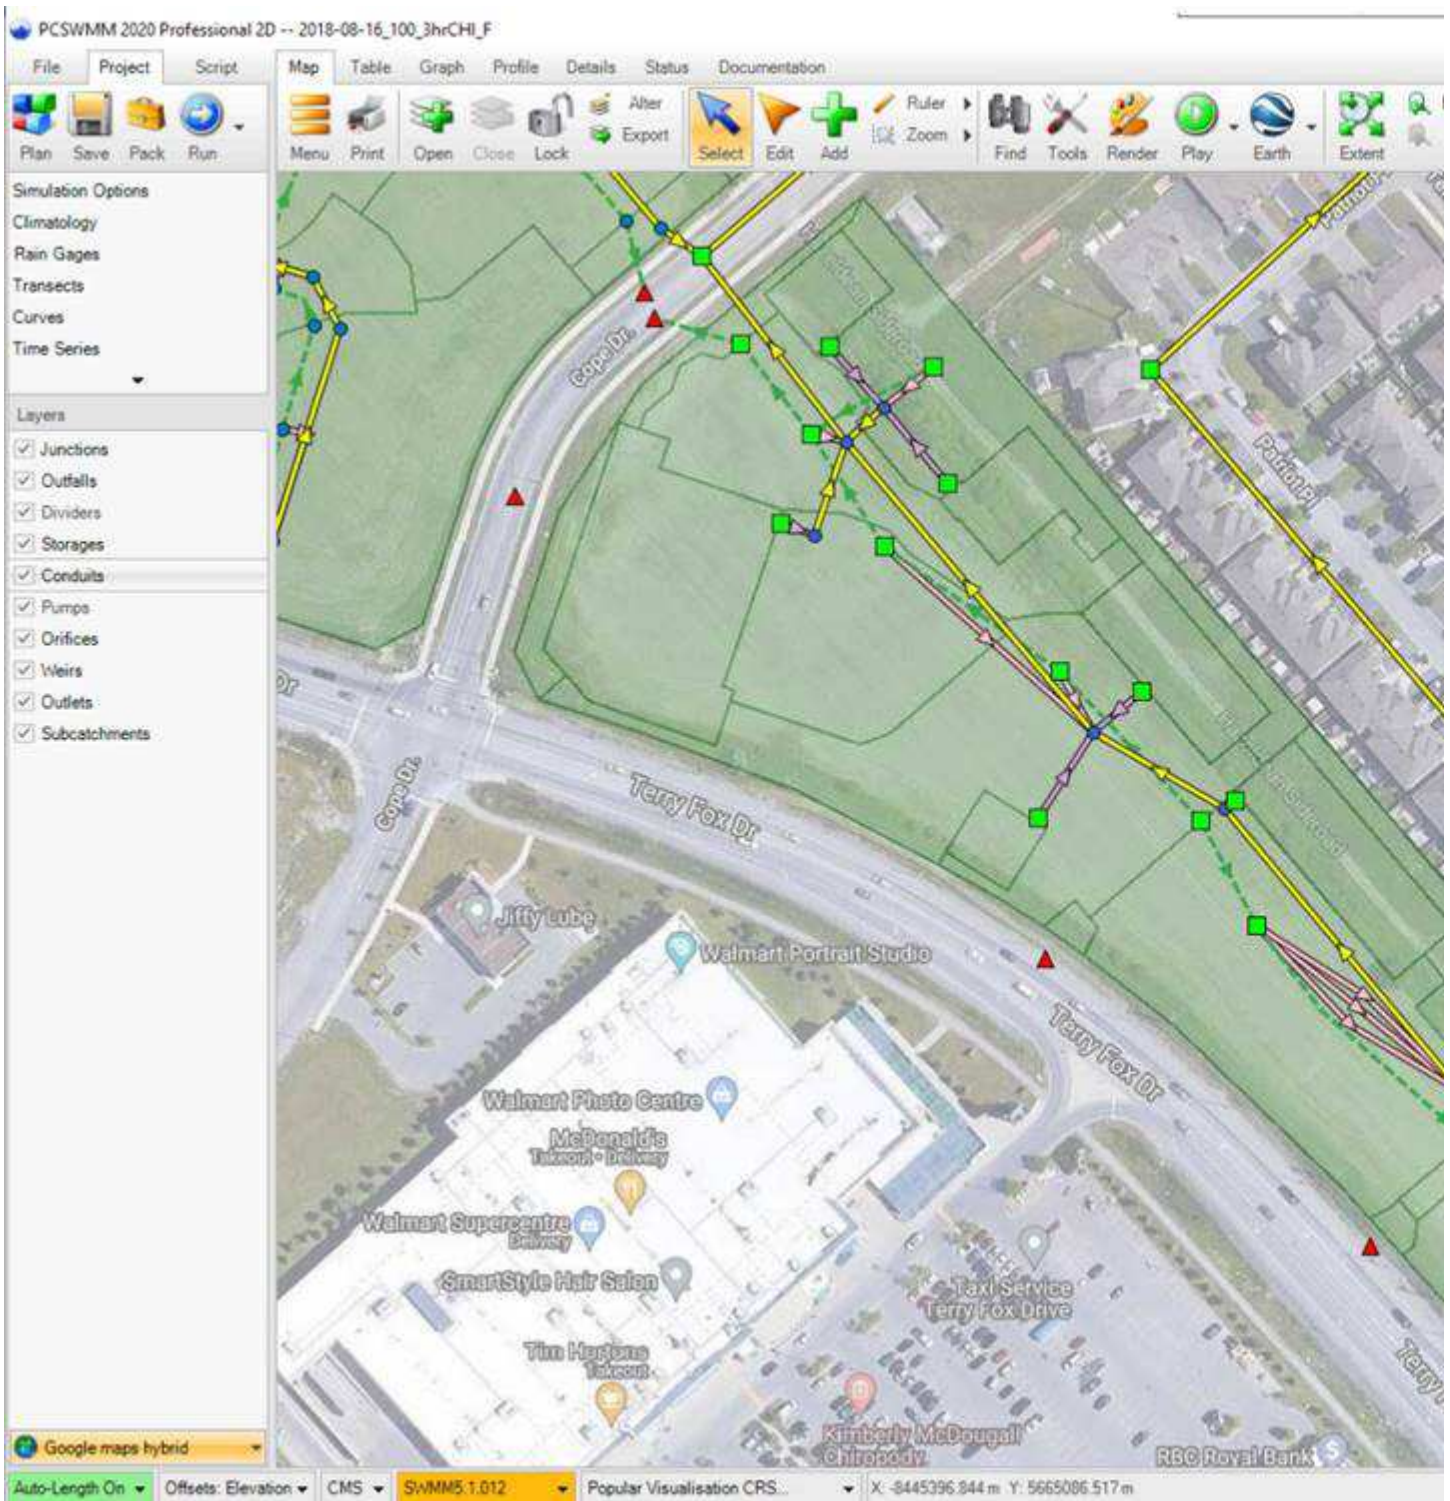 PCSWMM 2020 Professional 2D -- 2018-08-16_100_3hrCHI_F
File Project Script Map Table Graph Profile Details Status Documentation
Alter Ruler
Export Zoom
Plan Save Pack Run Menu Print Open Close Lock Select Edit Add Find Tools Render Play Earth Extent
Simulation Options
Climatology
Rain Gages
Transects
Curves
Time Series
Layers
Junctions
Outfalls
Dividers
Storages
Conduits
Pumps
Orifices
Weirs
Outlets
Subcatchments
Patriot Pl
Cope Dr.
Patriot Pl
Dr
Cope Dr.
Terry Fox Dr
Jiffy Lube
Walmart Portrait Studio
Terry Fox Dr
Walmart Photo Centre
McDonald's
Takeout • Delivery
Walmart Supercentre
Delivery
SmartStyle Hair Salon
Taxi Service
Terry Fox Drive
Tim Hortons
Takeout
Terry
Kimberly McDougall
Chiropody
RBC Royal Bank
Google maps hybrid
Auto-Length On Offsets: Elevation CMS SWMM5.1.012 Popular Visualisation CRS... X: -8445396.844 m Y: 5665086.517 m